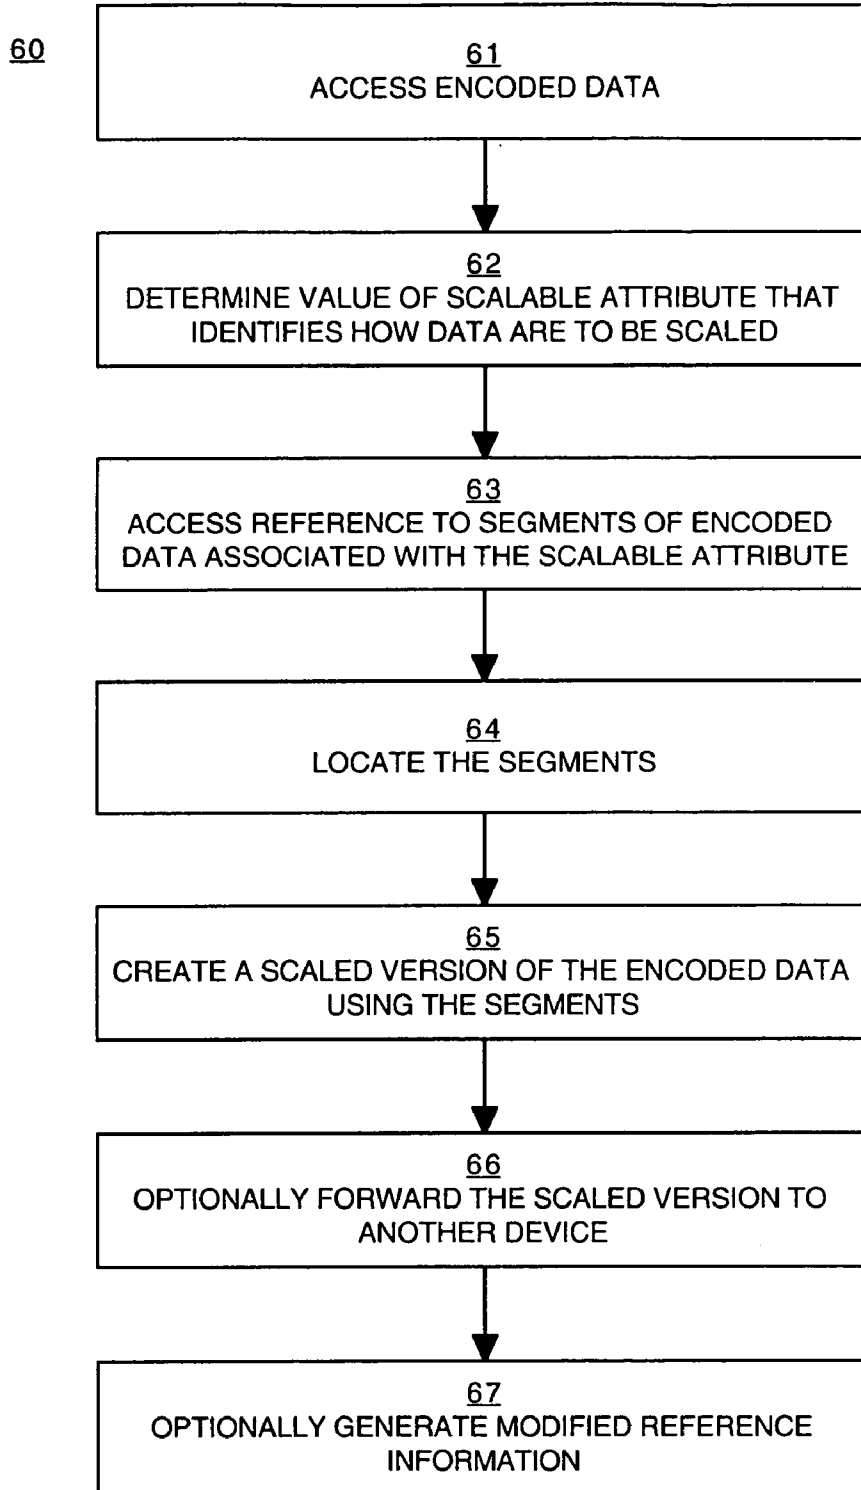 60
61
ACCESS ENCODED DATA
62
DETERMINE VALUE OF SCALABLE ATTRIBUTE THAT
IDENTIFIES HOW DATA ARE TO BE SCALED
63
ACCESS REFERENCE TO SEGMENTS OF ENCODED
DATA ASSOCIATED WITH THE SCALABLE ATTRIBUTE
64
LOCATE THE SEGMENTS
65
CREATE A SCALED VERSION OF THE ENCODED DATA
USING THE SEGMENTS
66
OPTIONALLY FORWARD THE SCALED VERSION TO
ANOTHER DEVICE
67
OPTIONALLY GENERATE MODIFIED REFERENCE
INFORMATION